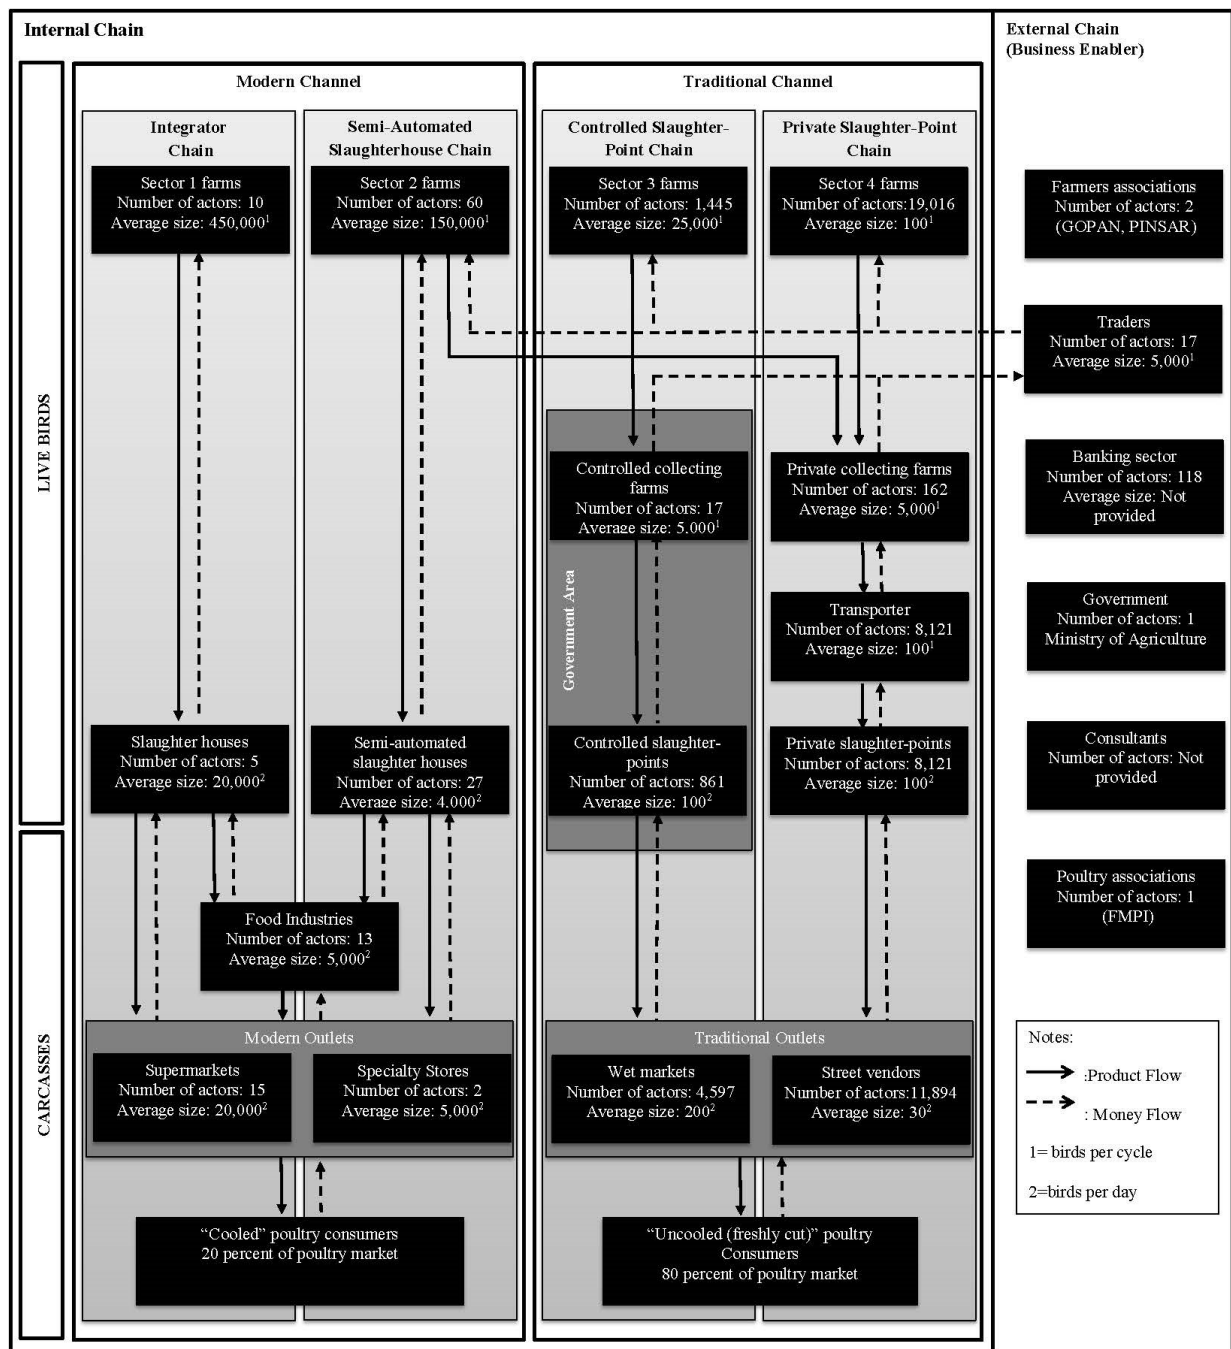 Internal Chain
External Chain
(Business Enabler)
LIVE BIRDS
CARCASSES
Modern Channel
Integrator
Chain
Semi-Automated
Slaughterhouse Chain
Sector 1 farms
Number of actors: 10
Average size: 450,000¹
Sector 2 farms
Number of actors: 60
Average size: 150,000¹
Slaughter houses
Number of actors: 5
Average size: 20,000²
Semi-automated
slaughter houses
Number of actors: 27
Average size: 4,000²
Food Industries
Number of actors: 13
Average size: 5,000²
Modern Outlets
Supermarkets
Number of actors: 15
Average size: 20,000²
Specialty Stores
Number of actors: 2
Average size: 5,000²
“Cooled” poultry consumers
20 percent of poultry market
Traditional Channel
Controlled Slaughter-
Point Chain
Private Slaughter-Point
Chain
Sector 3 farms
Number of actors: 1,445
Average size: 25,000¹
Sector 4 farms
Number of actors:19,016
Average size: 100¹
Government Area
Controlled collecting
farms
Number of actors: 17
Average size: 5,000¹
Private collecting farms
Number of actors: 162
Average size: 5,000¹
Transporter
Number of actors: 8,121
Average size: 100¹
Controlled slaughter-
points
Number of actors: 861
Average size: 100²
Private slaughter-points
Number of actors: 8,121
Average size: 100²
Traditional Outlets
Wet markets
Number of actors: 4,597
Average size: 200²
Street vendors
Number of actors:11,894
Average size: 30²
“Uncooled (freshly cut)” poultry
Consumers
80 percent of poultry market
Farmers associations
Number of actors: 2
(GOPAN, PINSAR)
Traders
Number of actors: 17
Average size: 5,000¹
Banking sector
Number of actors: 118
Average size: Not
provided
Government
Number of actors: 1
Ministry of Agriculture
Consultants
Number of actors: Not
provided
Poultry associations
Number of actors: 1
(FMPI)
Notes:
:Product Flow
: Money Flow
1= birds per cycle
2=birds per day